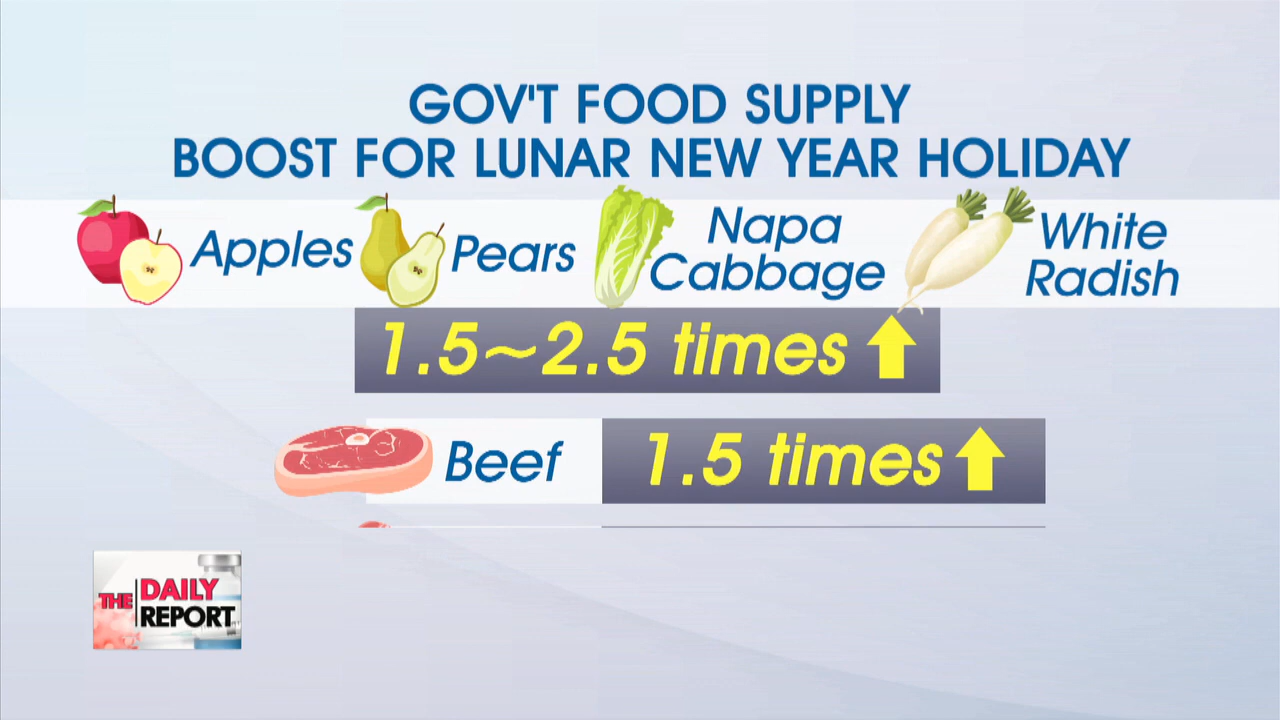 GOV'T FOOD SUPPLY
BOOST FOR LUNAR NEW YEAR HOLIDAY
Apples
Pears
Napa
Cabbage
White
Radish
1.5~2.5 times
Beef
1.5 times
THE DAILY
REPORT